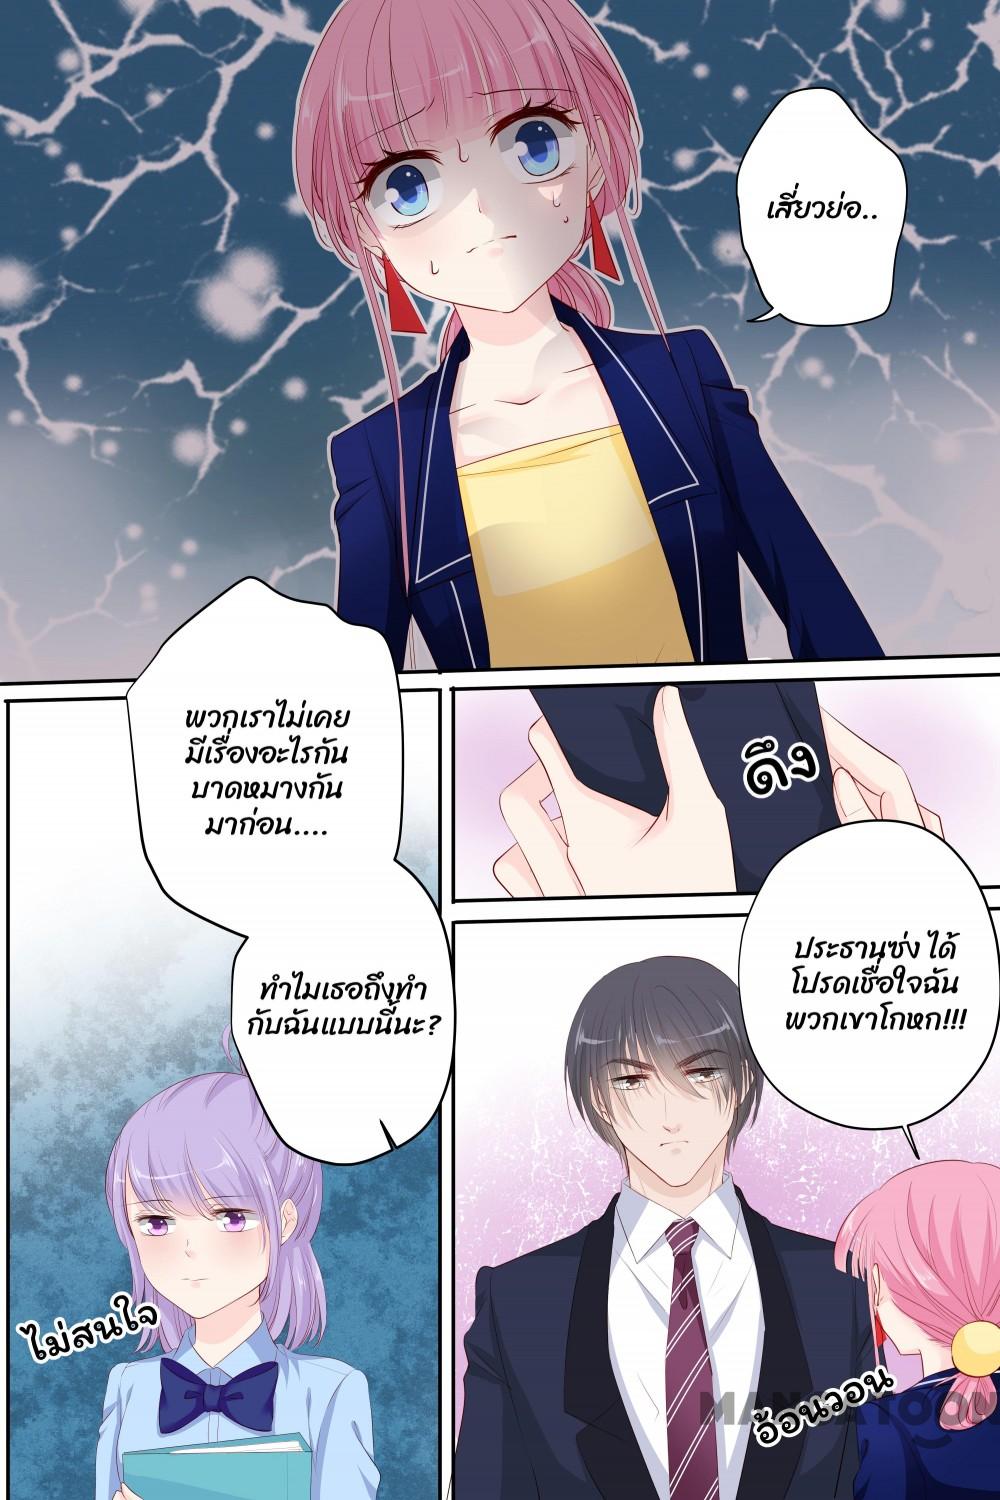 เสี่ยวย่อ..
พวกเราไม่เคย
มีเรื่องอะไรกัน
บาดหมางกัน
มาก่อน....
ทำไมเธอถึงทำ
กับฉันแบบนี้นะ?
ไม่สนใจ
ดึง
ประธานซ่ง ได้
โปรดเชื่อใจฉัน
พวกเขาโกหก!!!
อ้อนวอน
MANGATOON